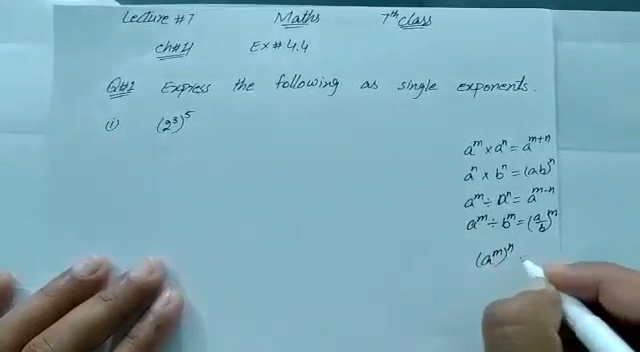 Lecture #7 Maths 7th class
Ch#4 Ex#4.4
Q#1 Express the following as single exponents.
(i) (2³)⁵
aᵐ × aⁿ = aᵐ⁺ⁿ
aⁿ × bⁿ = (ab)ⁿ
aᵐ ÷ aⁿ = aᵐ⁻ⁿ
aᵐ ÷ bᵐ = (a/b)ᵐ
(aᵐ)ⁿ